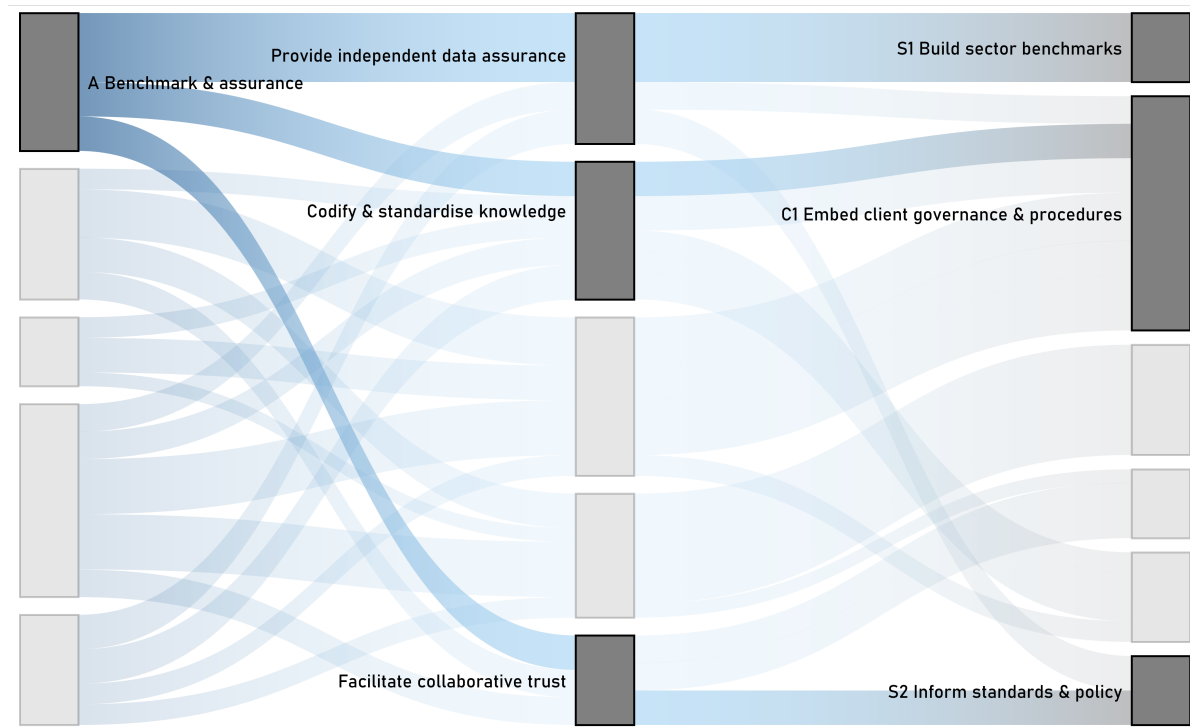 A Benchmark & assurance
Provide independent data assurance
Codify & standardise knowledge
Facilitate collaborative trust
S1 Build sector benchmarks
C1 Embed client governance & procedures
S2 Inform standards & policy